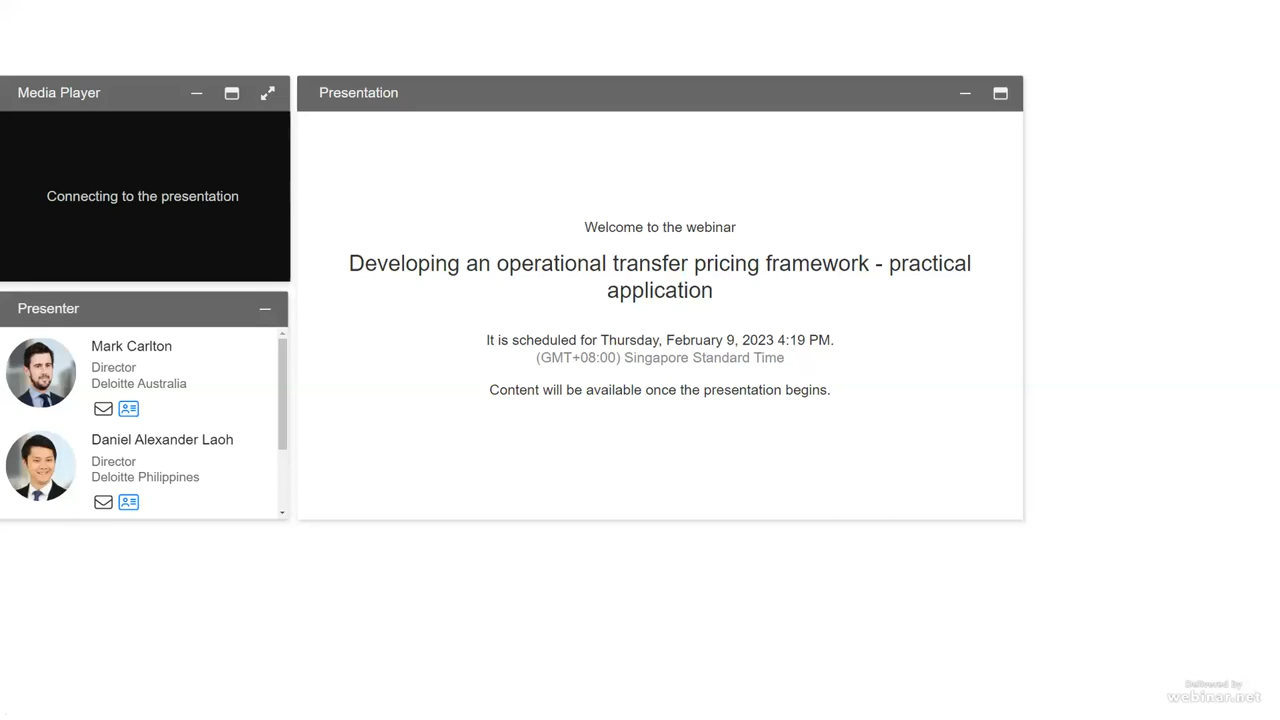 Media Player
Connecting to the presentation
Presenter
Mark Carlton
Director
Deloitte Australia
Daniel Alexander Laoh
Director
Deloitte Philippines
Presentation
Welcome to the webinar
Developing an operational transfer pricing framework - practical
application
It is scheduled for Thursday, February 9, 2023 4:19 PM.
(GMT+08:00) Singapore Standard Time
Content will be available once the presentation begins.
Delivered by
webinar.net